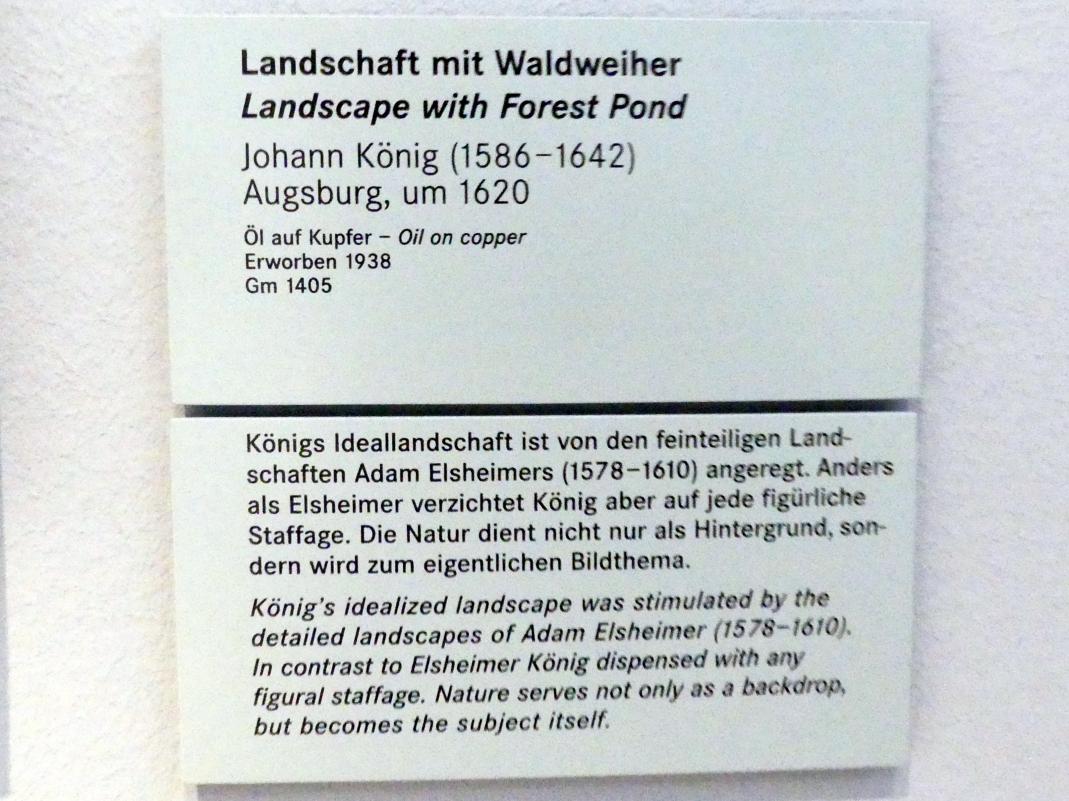 Landschaft mit Waldweiher
Landscape with Forest Pond
Johann König (1586–1642)
Augsburg, um 1620
Öl auf Kupfer – Oil on copper
Erworben 1938
Gm 1405
Königs Ideallandschaft ist von den feinteiligen Land-
schaften Adam Elsheimers (1578–1610) angeregt. Anders
als Elsheimer verzichtet König aber auf jede figürliche
Staffage. Die Natur dient nicht nur als Hintergrund, son-
dern wird zum eigentlichen Bildthema.
König's idealized landscape was stimulated by the
detailed landscapes of Adam Elsheimer (1578–1610).
In contrast to Elsheimer König dispensed with any
figural staffage. Nature serves not only as a backdrop,
but becomes the subject itself.